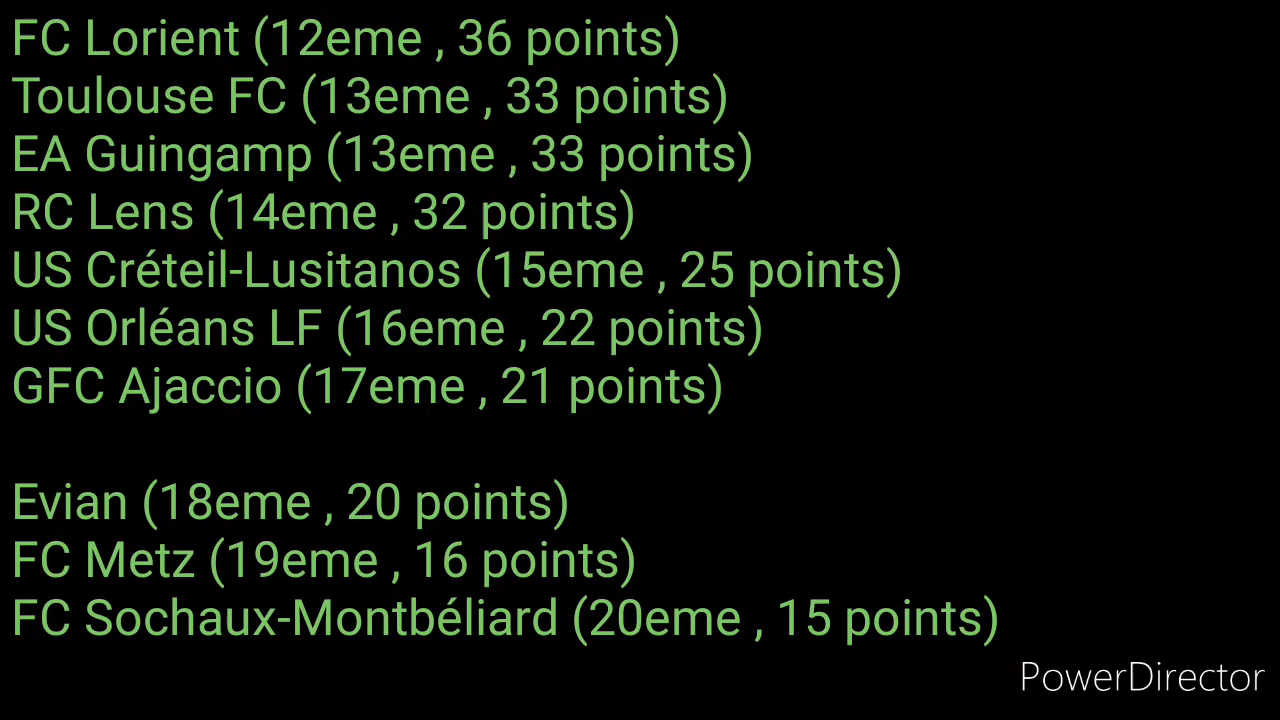 FC Lorient (12eme , 36 points)
Toulouse FC (13eme , 33 points)
EA Guingamp (13eme , 33 points)
RC Lens (14eme , 32 points)
US Créteil-Lusitanos (15eme , 25 points)
US Orléans LF (16eme , 22 points)
GFC Ajaccio (17eme , 21 points)
Evian (18eme , 20 points)
FC Metz (19eme , 16 points)
FC Sochaux-Montbéliard (20eme , 15 points)
PowerDirector